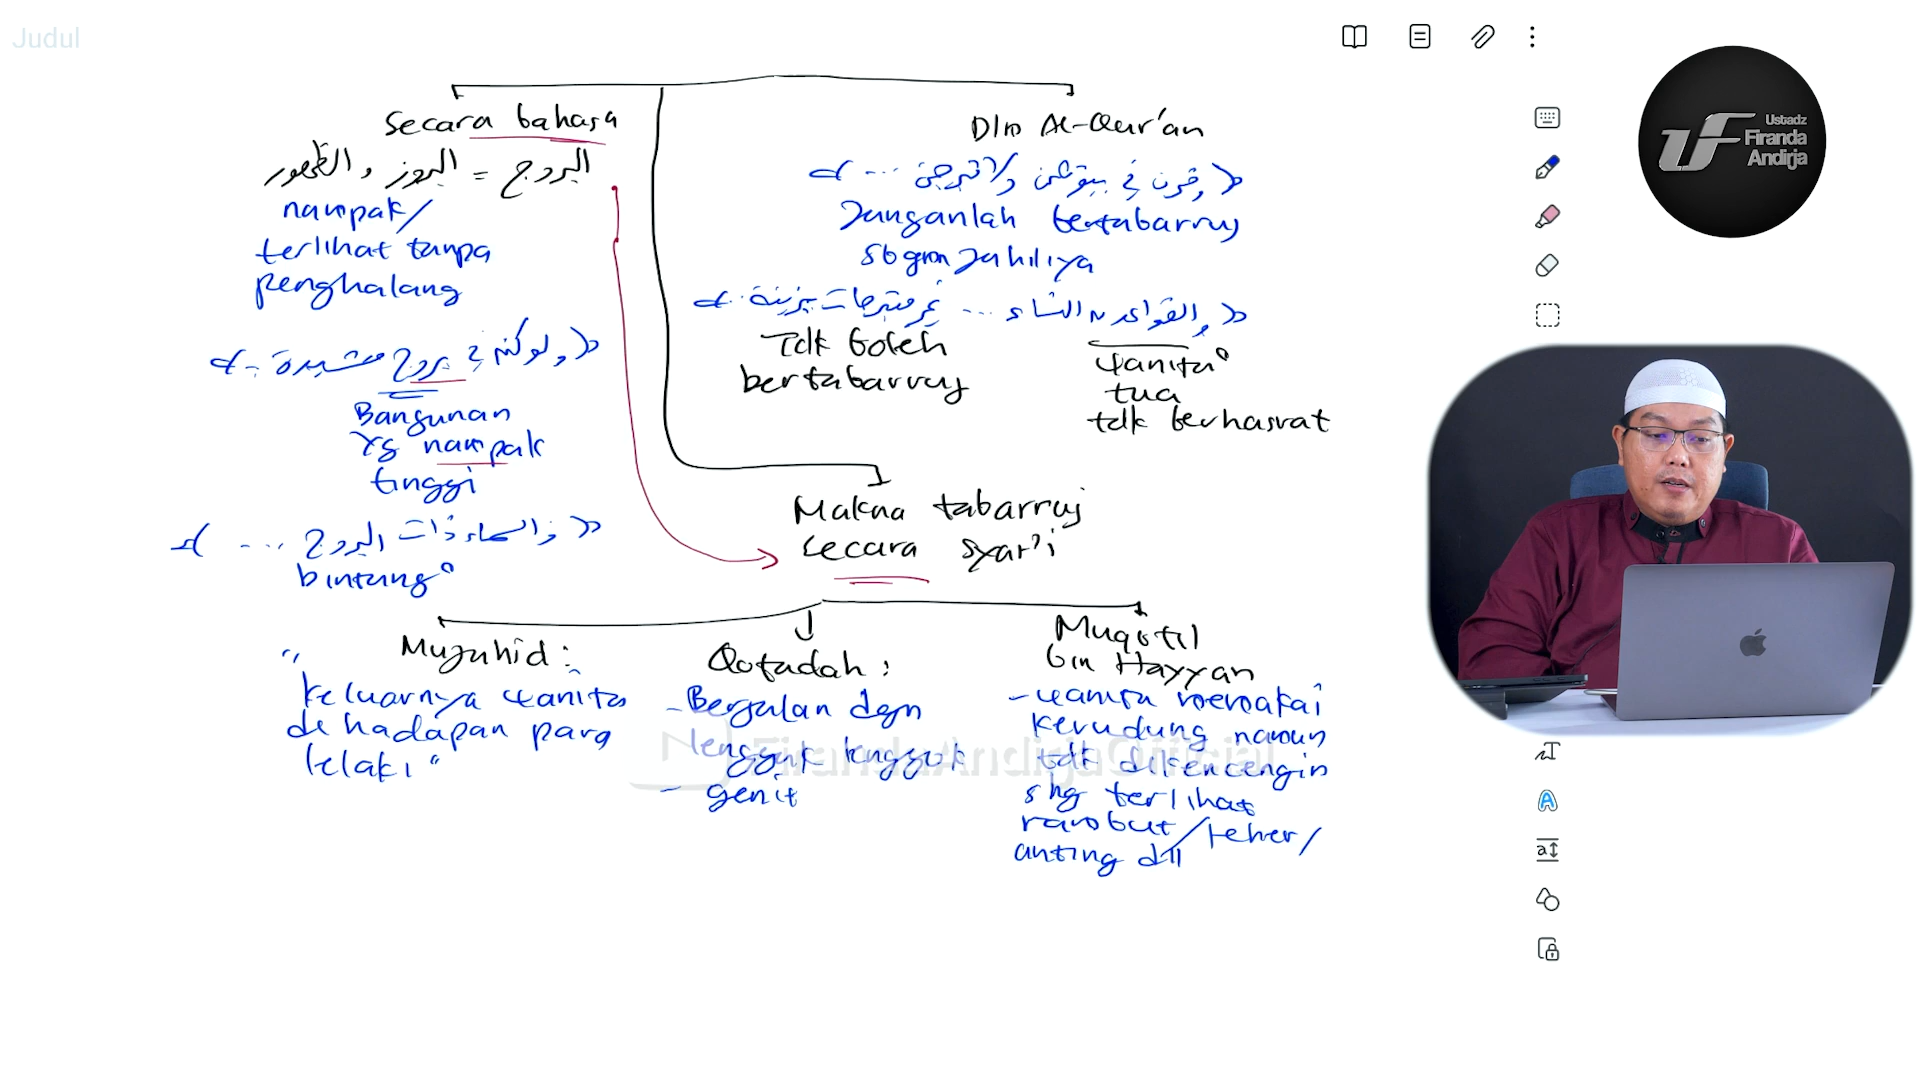 Judul
Ustadz
Firanda
Andirja
Secara bahasa
البروج = البروز و الظهور
nampak/
terlihat tanpa
penghalang
﴿ ولو كنتم في بروج مشيدة .. ﴾
Bangunan
yg nampak
tinggi
﴿ والسماء ذات البروج ... ﴾
bintang²
Dlm Al-Qur'an
﴿ وقرن في بيوتكن ولا تبرجن ... ﴾
Janganlah bertabarruj
Jahiliya
﴿ والقواعد من النساء ... غير متبرجات بزينة .. ﴾
Tdk boleh
bertabarruj
wanita²
tua
tdk berhasrat
Makna tabarruj
secara syar'i
Mujahid :
"keluarnya wanita
di hadapan para
lelaki"
Qotadah :
- Berjalan dgn
lenggak lenggok
- genit
Muqotil
bin Hayyan
- wanita memakai
kerudung namun
tdk dikencengin
shg terlihat
rambut/leher/
anting dll
FirandaAndirjaOfficial